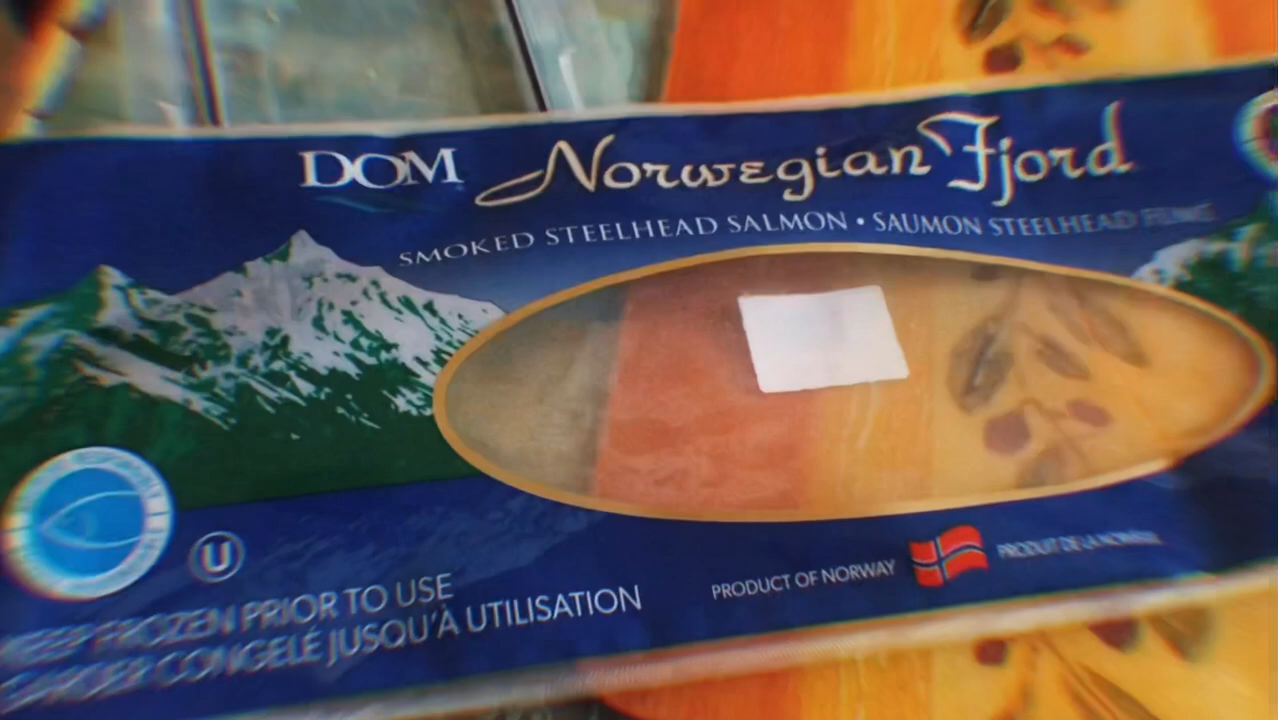 DOM Norwegian Fjord
SMOKED STEELHEAD SALMON • SAUMON STEELHEAD FUMÉ
U
KEEP FROZEN PRIOR TO USE
GARDER CONGELÉ JUSQU'À UTILISATION
PRODUCT OF NORWAY PRODUIT DE LA NORVÈGE